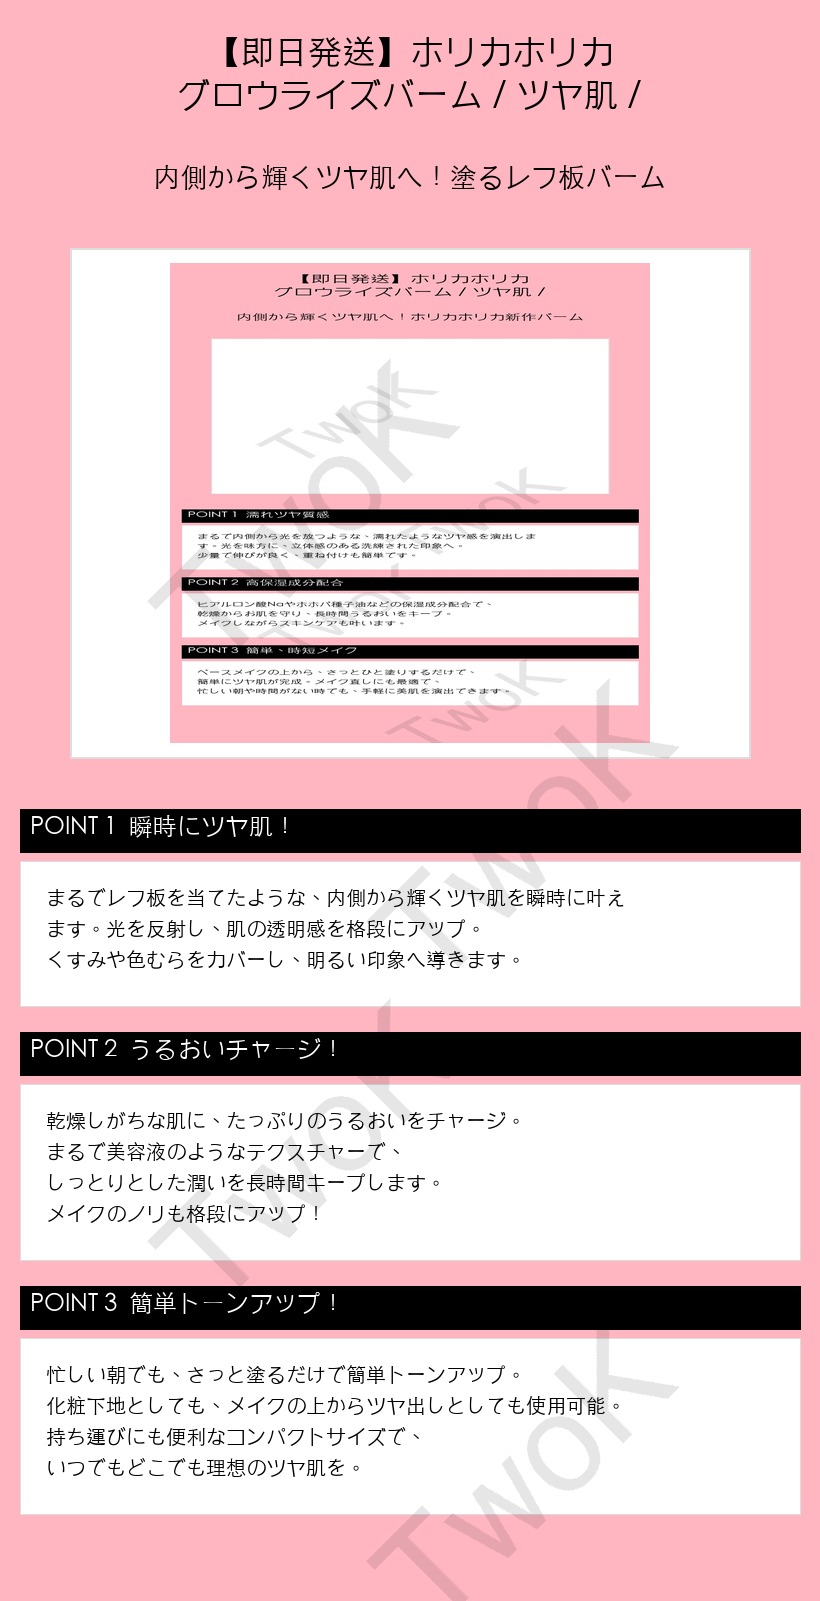 【即日発送】ホリカホリカ
グロウライズバーム / ツヤ肌 /
内側から輝くツヤ肌へ！塗るレフ板バーム
【即日発送】ホリカホリカ
グロウライズバーム / ツヤ肌 /
内側から輝くツヤ肌へ！ホリカホリカ新作バーム
TwoK
TwoK
TwoK
POINT 1 濡れツヤ質感
まるで内側から光を放つような、濡れたようなツヤ感を演出しま
す。光を味方に、立体感のある洗練された印象へ。
少量で伸びが良く、重ね付けも簡単です。
POINT 2 高保湿成分配合
ヒアルロン酸Naやホホバ種子油などの保湿成分配合で、
乾燥からお肌を守り、長時間うるおいをキープ。
メイクしながらスキンケアも叶います。
TwoK
POINT 3 簡単、時短メイク
ベースメイクの上から、さっとひと塗りするだけで、
簡単にツヤ肌が完成。メイク直しにも最適で、
忙しい朝や時間がない時でも、手軽に美肌を演出できます。
TwoK
TwoK
POINT 1 瞬時にツヤ肌！
まるでレフ板を当てたような、内側から輝くツヤ肌を瞬時に叶え
ます。光を反射し、肌の透明感を格段にアップ。
くすみや色むらをカバーし、明るい印象へ導きます。
POINT 2 うるおいチャージ！
乾燥しがちな肌に、たっぷりのうるおいをチャージ。
まるで美容液のようなテクスチャーで、
しっとりとした潤いを長時間キープします。
メイクのノリも格段にアップ！
TwoK
POINT 3 簡単トーンアップ！
忙しい朝でも、さっと塗るだけで簡単トーンアップ。
化粧下地としても、メイクの上からツヤ出しとしても使用可能。
持ち運びにも便利なコンパクトサイズで、
いつでもどこでも理想のツヤ肌を。
TwoK